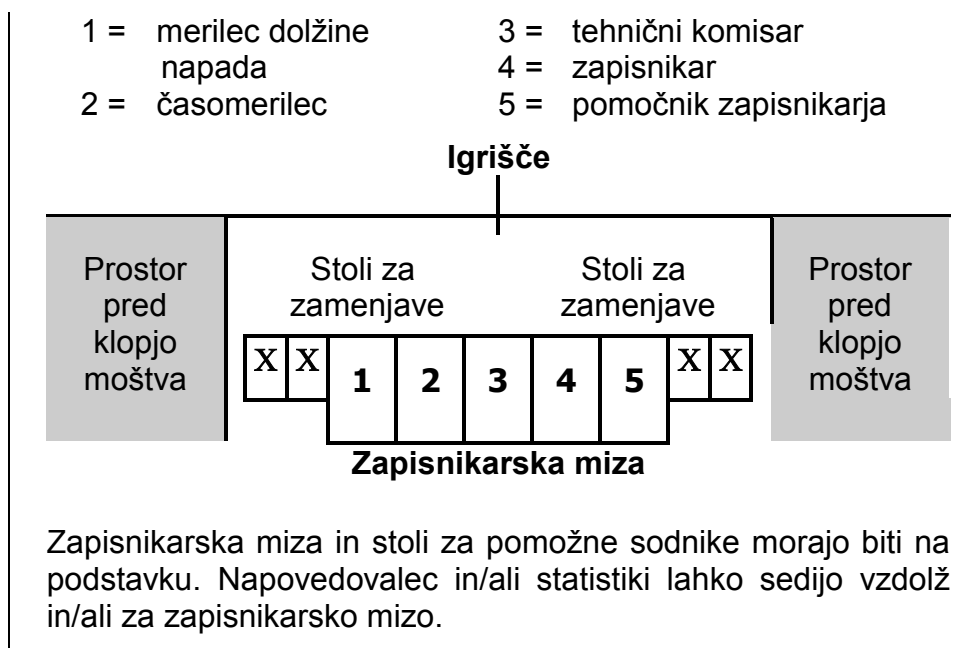 1 = merilec dolžine
napada
2 = časomerilec
3 = tehnični komisar
4 = zapisnikar
5 = pomočnik zapisnikarja
Igrišče
Prostor
pred
klopjo
moštva
Stoli za
zamenjave
Stoli za
zamenjave
Prostor
pred
klopjo
moštva
X X 1 2 3 4 5 X X
Zapisnikarska miza
Zapisnikarska miza in stoli za pomožne sodnike morajo biti na
podstavku. Napovedovalec in/ali statistiki lahko sedijo vzdolž
in/ali za zapisnikarsko mizo.